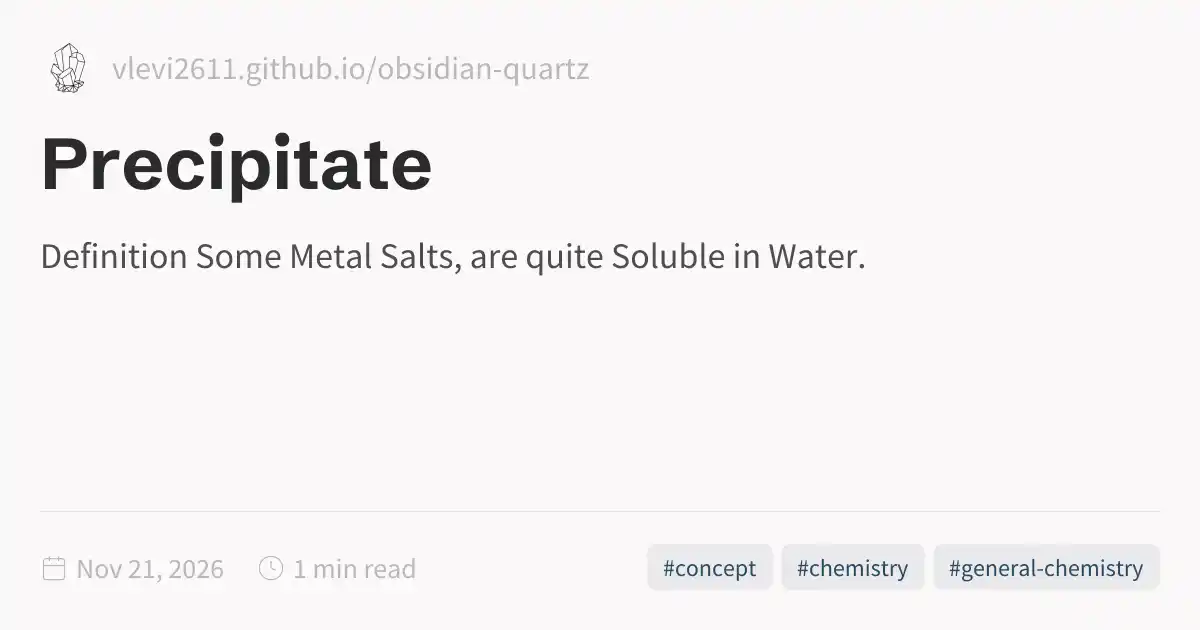 vlevi2611.github.io/obsidian-quartz
Precipitate
Definition Some Metal Salts, are quite Soluble in Water.
Nov 21, 2026 1 min read #concept #chemistry #general-chemistry